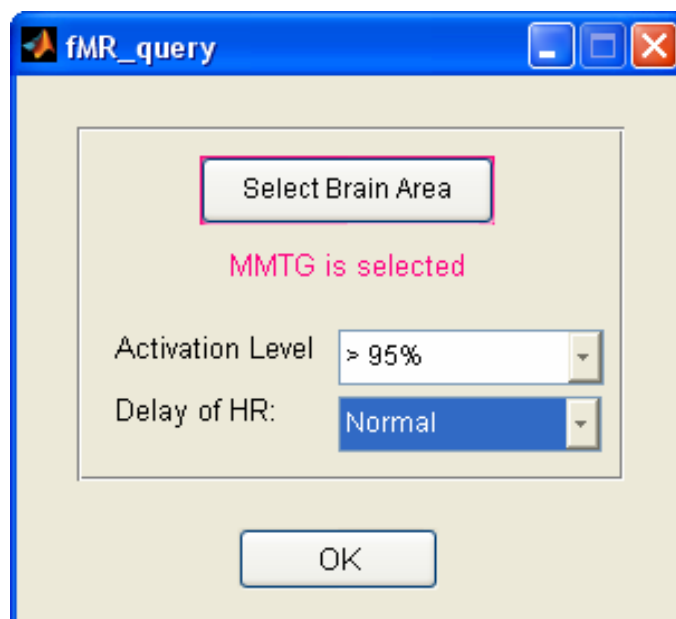 fMR_query
Select Brain Area
MMTG is selected
Activation Level > 95%
Delay of HR: Normal
OK